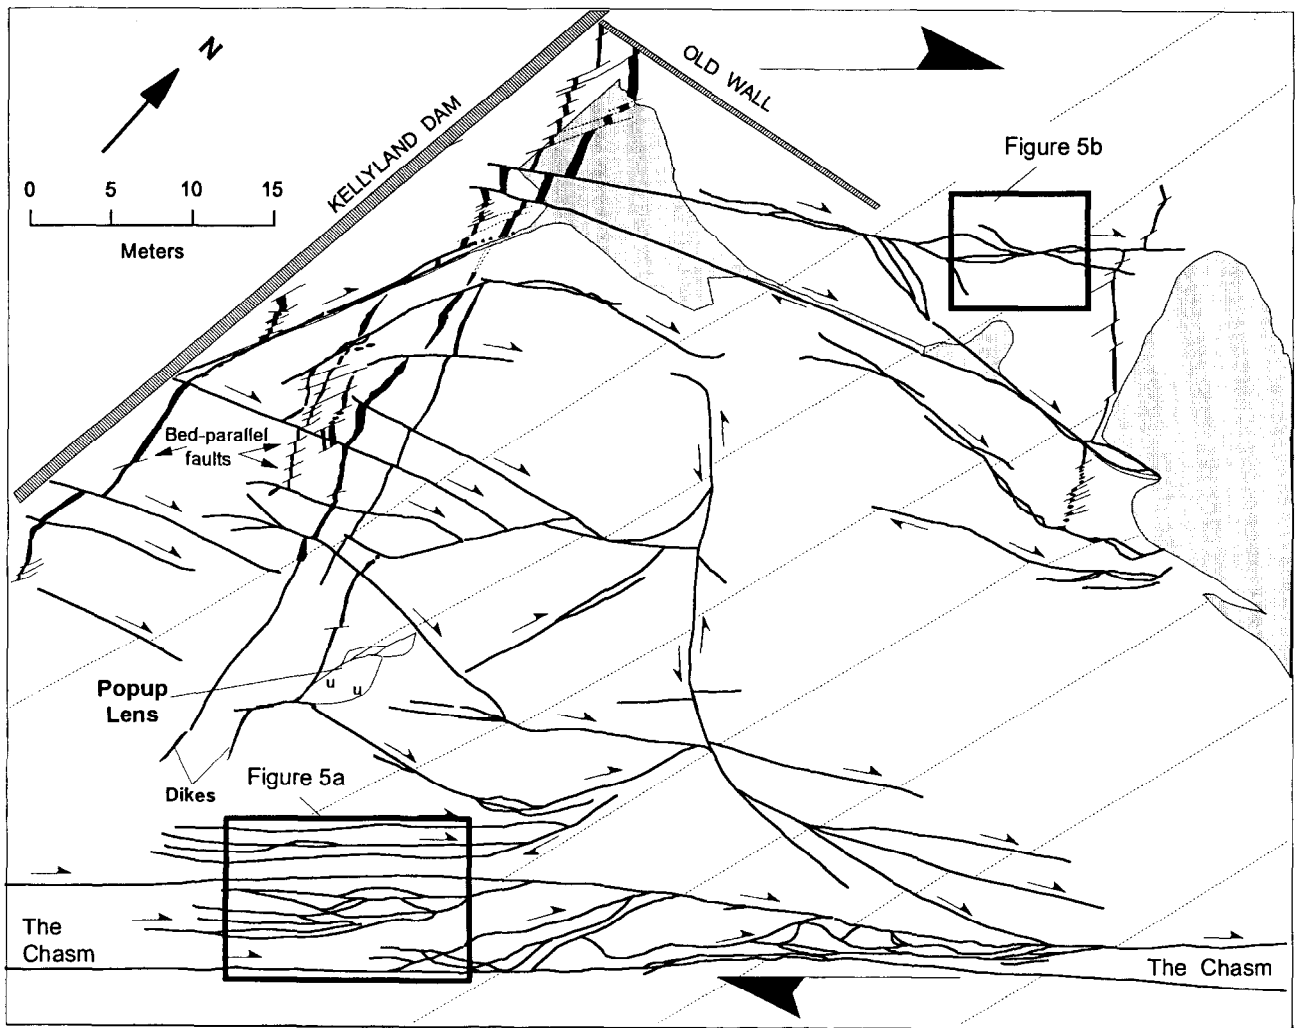 N
OLD WALL
KELLYLAND DAM
Figure 5b
0 5 10 15
Meters
Bed-parallel
faults
Popup
Lens
u
u
Figure 5a
Dikes
The
Chasm
The Chasm